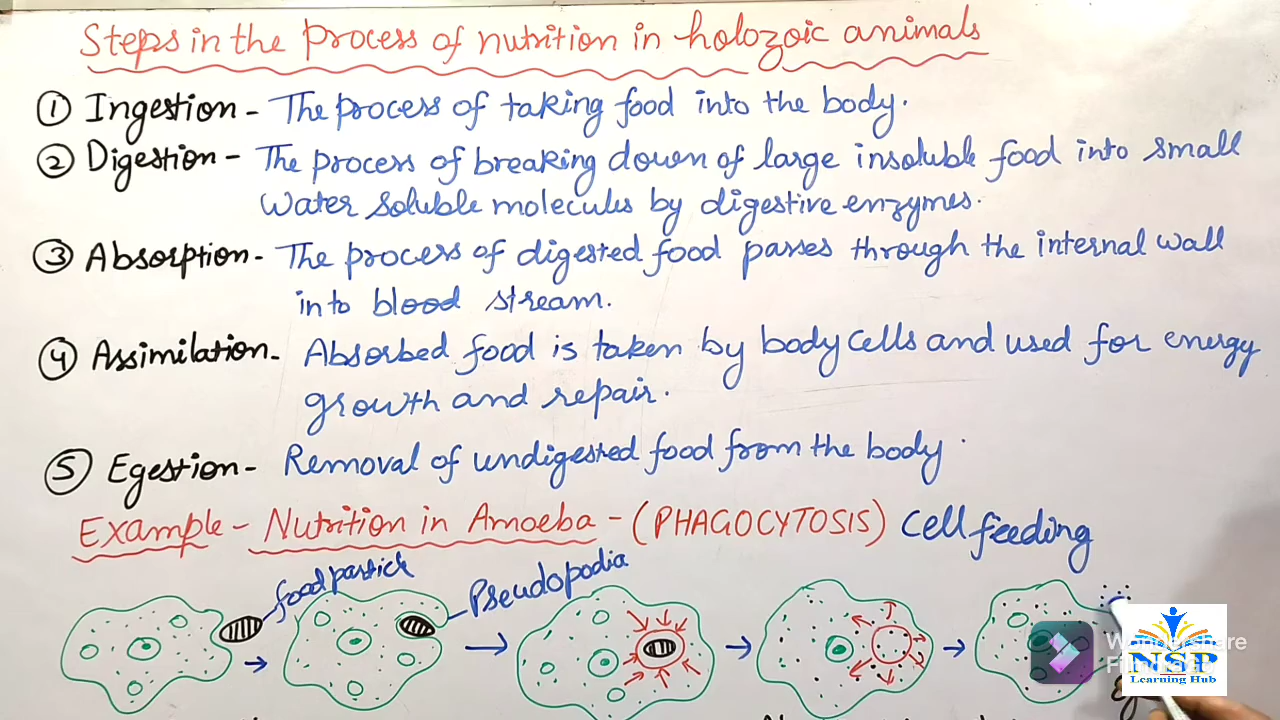 Steps in the process of nutrition in holozoic animals
① Ingestion - The process of taking food into the body.
② Digestion - The process of breaking down of large insoluble food into small
water soluble molecules by digestive enzymes.
③ Absorption - The process of digested food passes through the internal wall
into blood stream.
④ Assimilation - Absorbed food is taken by body cells and used for energy
growth and repair.
⑤ Egestion - Removal of undigested food from the body.
Example - Nutrition in Amoeba - (PHAGOCYTOSIS) Cell feeding
food particle
Pseudopodia
Wondershare
Filmora
NSP
Learning Hub